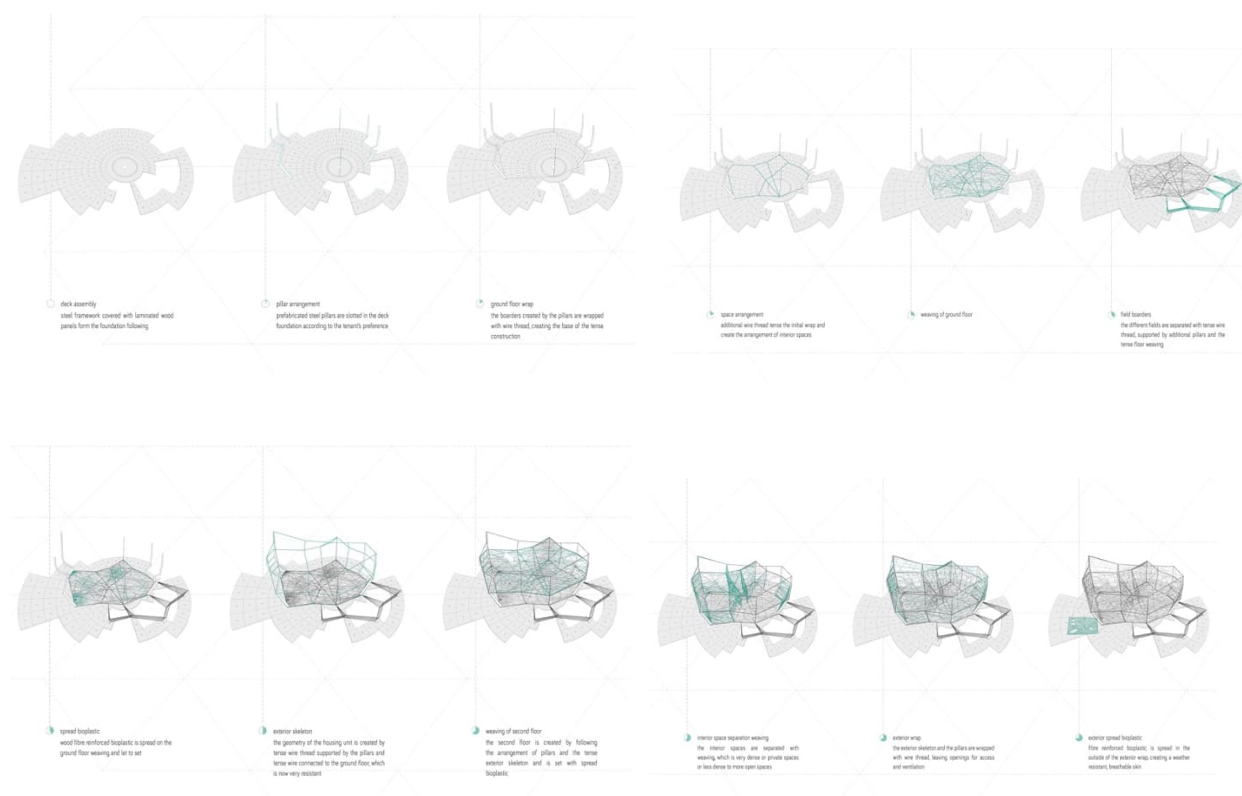 deck assembly
steel framework covered with laminated wood
panels form the foundation following
pillar arrangement
prefabricated steel pillars are slotted in the deck
foundation according to the tenant's preference
ground floor wrap
the boarders created by the pillars are wrapped
with wire thread, creating the base of the tense
construction
space arrangement
additional wire thread tense the initial wrap and
create the arrangement of interior spaces
weaving of ground floor
field boarders
the different fields are separated with tense wire
thread, supported by additional pillars and the
tense floor weaving
spread bioplastic
wood fibre reinforced bioplastic is spread on the
ground floor weaving and let to set
exterior skeleton
the geometry of the housing unit is created by
tense wire thread supported by the pillars and
tense wire connected to the ground floor, which
is now very resistant
weaving of second floor
the second floor is created by following
the arrangement of pillars and the tense
exterior skeleton and is set with spread
bioplastic
interior space separation weaving
the interior spaces are separated with
weaving, which is very dense or private spaces
or less dense to more open spaces
exterior wrap
the exterior skeleton and the pillars are wrapped
with wire thread, leaving openings for access
and ventilation
exterior spread bioplastic
fibre reinforced bioplastic is spread in the
outside of the exterior wrap, creating a weather
resistant, breathable skin